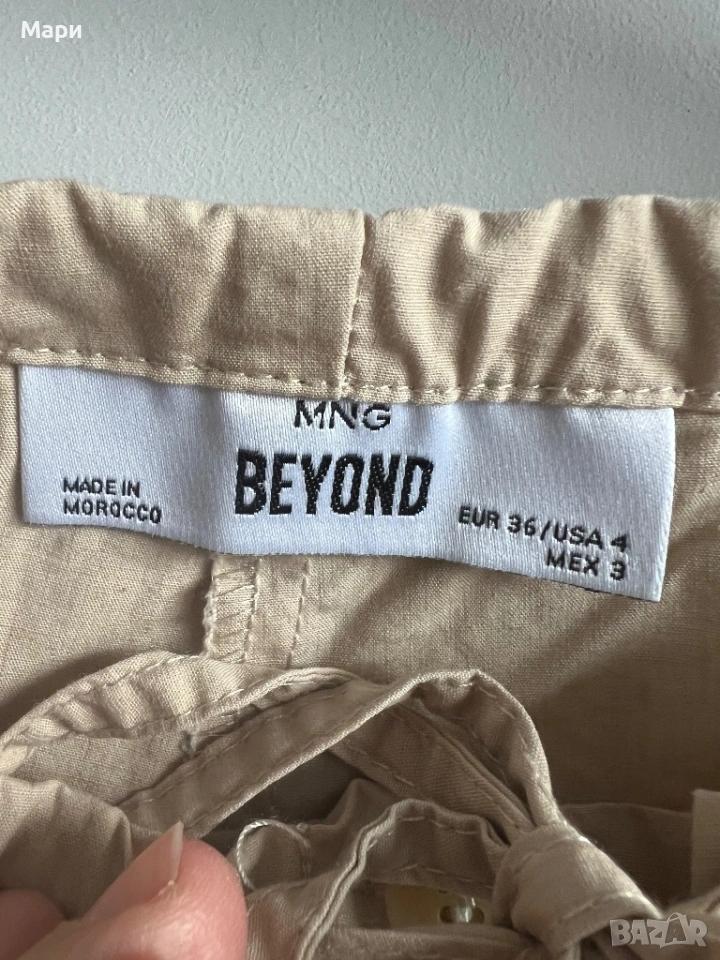 Мари
MNG
BEYOND
MADE IN
MOROCCO
EUR 36/USA 4
MEX 3
BAZAR